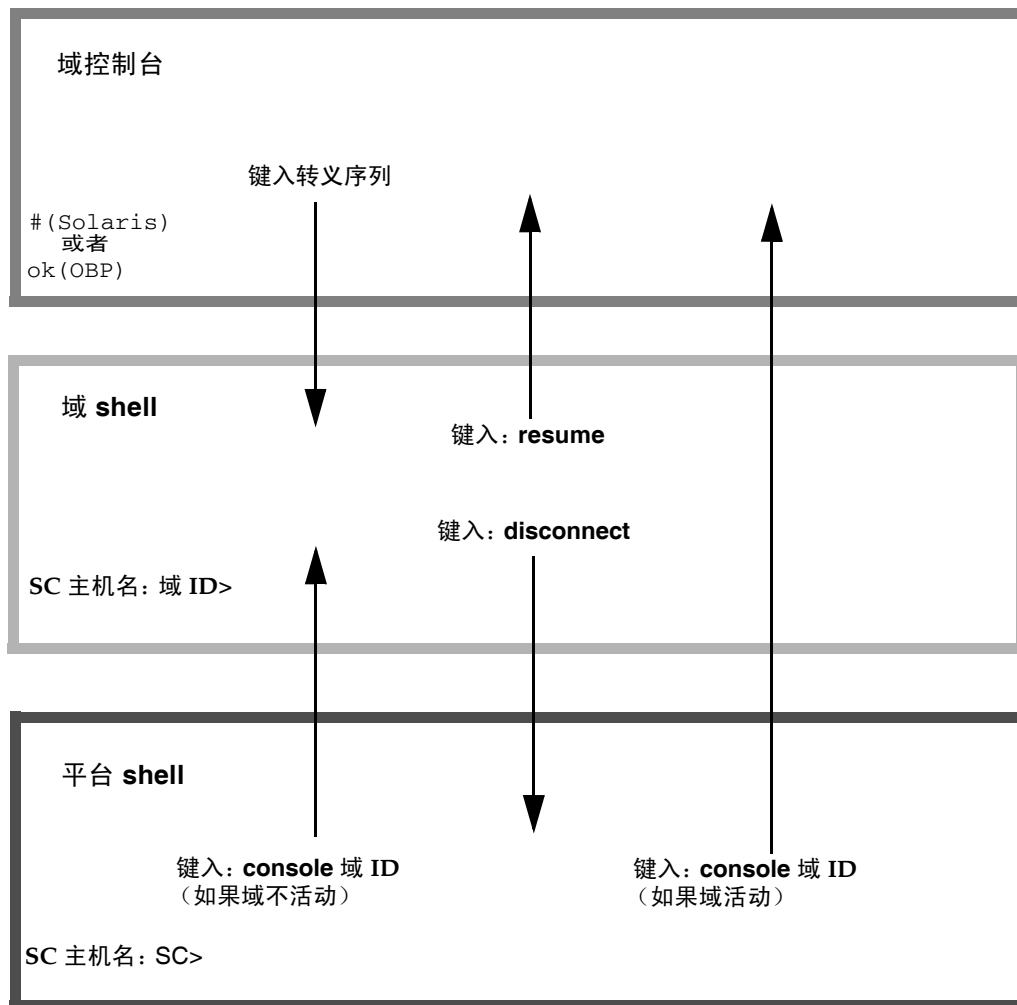 域控制台
键入转义序列
#(Solaris)
或者
ok(OBP)
域 shell
键入: resume
键入: disconnect
SC 主机名: 域 ID>
平台 shell
键入: console 域 ID
(如果域不活动)
键入: console 域 ID
(如果域活动)
SC 主机名: SC>